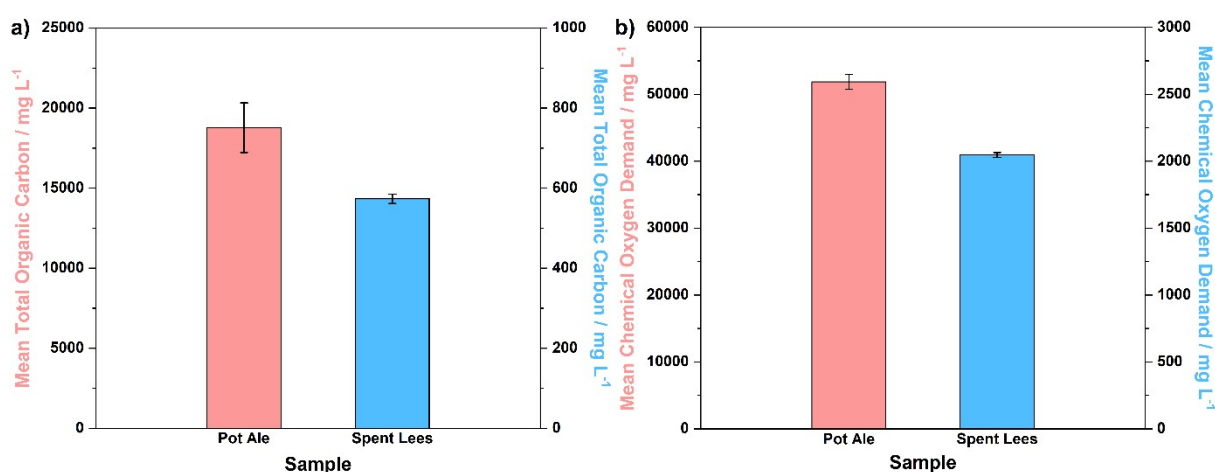 a)
Mean Total Organic Carbon / mg L⁻¹
25000
20000
15000
10000
5000
0
1000
800
600
400
200
0
Mean Total Organic Carbon / mg L⁻¹
Pot Ale
Spent Lees
Sample
b)
Mean Chemical Oxygen Demand / mg L⁻¹
60000
50000
40000
30000
20000
10000
0
3000
2500
2000
1500
1000
500
0
Mean Chemical Oxygen Demand / mg L⁻¹
Pot Ale
Spent Lees
Sample